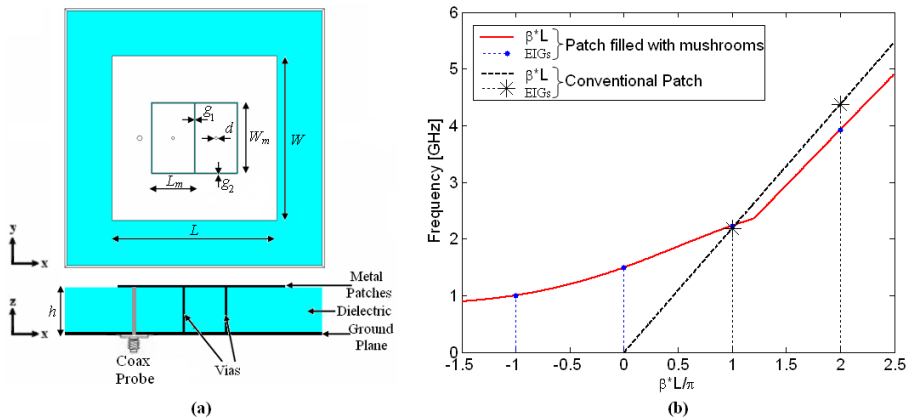 g₁
d
W_m
W
L_m
g₂
L
y
x
Metal
Patches
h
Dielectric
z
x
Ground
Plane
Coax
Probe
Vias
(a)
β*L
EIGs
Patch filled with mushrooms
β*L
EIGs
Conventional Patch
Frequency [GHz]
6
5
4
3
2
1
0
-1.5
-1
-0.5
0
0.5
1
1.5
2
2.5
β*L/π
(b)